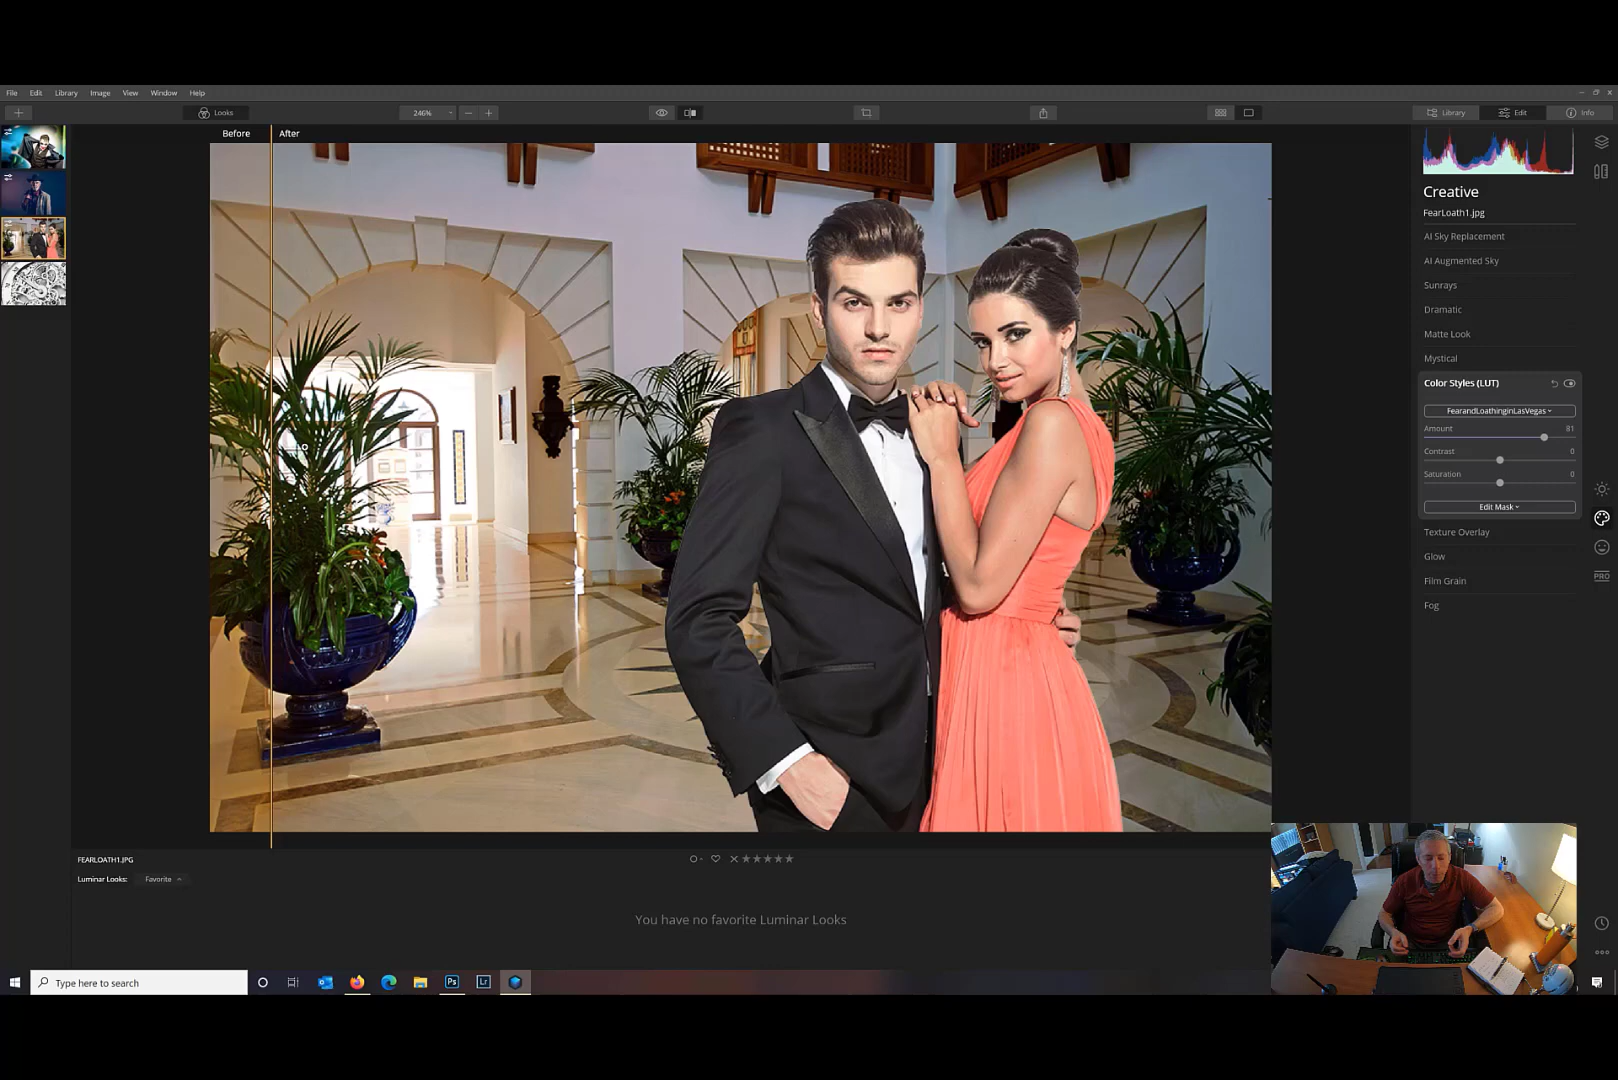 File Edit Library Image View Window Help
Looks 246% Library Edit Info
Before After
Creative
FearLoath1.jpg
AI Sky Replacement
AI Augmented Sky
Sunrays
Dramatic
Matte Look
Mystical
Color Styles (LUT)
FearandLoathinginLasVegas
Amount 81
Contrast 0
Saturation 0
Edit Mask
Texture Overlay
Glow
PRO
Film Grain
Fog
FEARLOATH1.JPG
Luminar Looks: Favorite
You have no favorite Luminar Looks
Type here to search Ps Lr